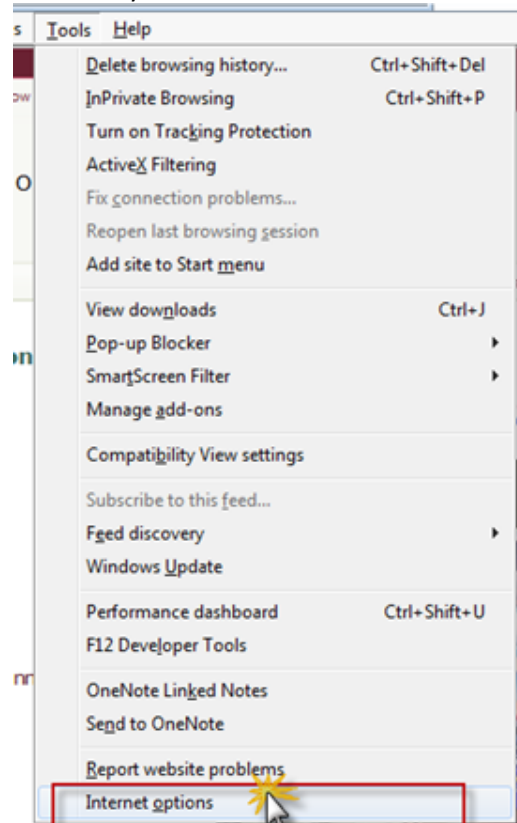 s Tools Help
ow
Delete browsing history... Ctrl+Shift+Del
InPrivate Browsing Ctrl+Shift+P
Turn on Tracking Protection
ActiveX Filtering
O
Fix connection problems...
Reopen last browsing session
Add site to Start menu
View downloads Ctrl+J
on
Pop-up Blocker
SmartScreen Filter
Manage add-ons
Compatibility View settings
Subscribe to this feed...
Feed discovery
Windows Update
Performance dashboard Ctrl+Shift+U
F12 Developer Tools
nn
OneNote Linked Notes
Send to OneNote
Report website problems
Internet options